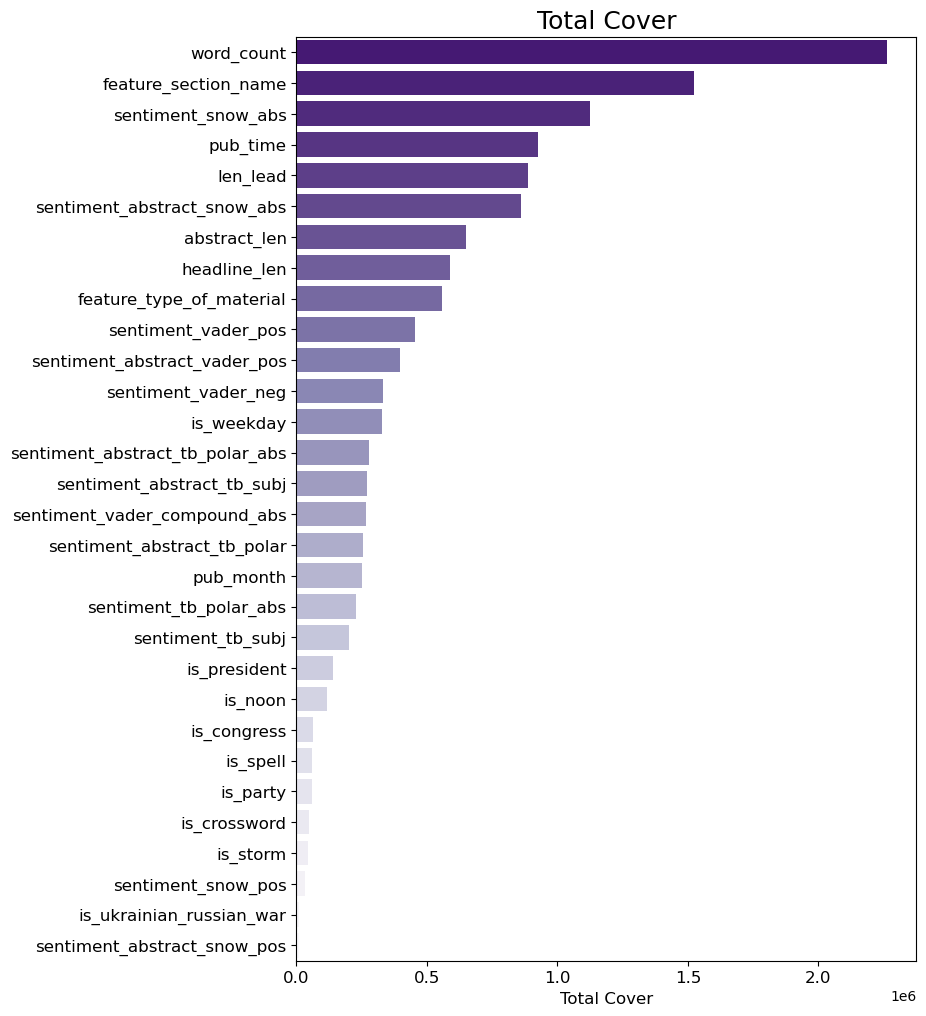 Total Cover
word_count
feature_section_name
sentiment_snow_abs
pub_time
len_lead
sentiment_abstract_snow_abs
abstract_len
headline_len
feature_type_of_material
sentiment_vader_pos
sentiment_abstract_vader_pos
sentiment_vader_neg
is_weekday
sentiment_abstract_tb_polar_abs
sentiment_abstract_tb_subj
sentiment_vader_compound_abs
sentiment_abstract_tb_polar
pub_month
sentiment_tb_polar_abs
sentiment_tb_subj
is_president
is_noon
is_congress
is_spell
is_party
is_crossword
is_storm
sentiment_snow_pos
is_ukrainian_russian_war
sentiment_abstract_snow_pos
0.0 0.5 1.0 1.5 2.0
1e6
Total Cover